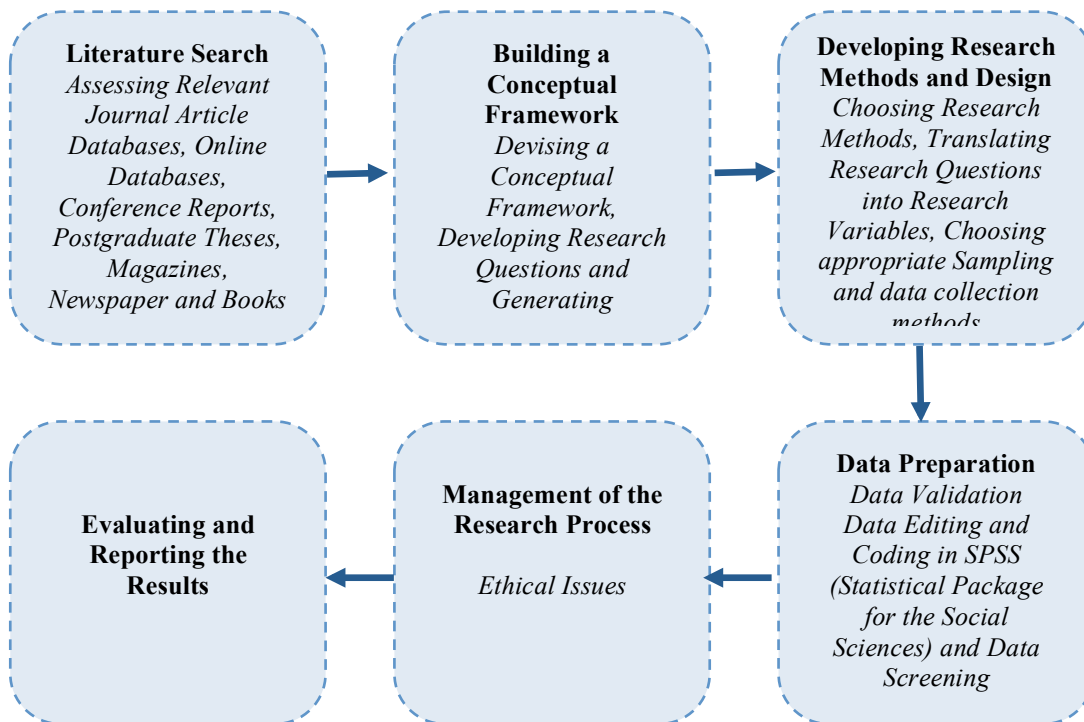 Literature Search
Assessing Relevant
Journal Article
Databases, Online
Databases,
Conference Reports,
Postgraduate Theses,
Magazines,
Newspaper and Books
Building a
Conceptual
Framework
Devising a
Conceptual
Framework,
Developing Research
Questions and
Generating
Developing Research
Methods and Design
Choosing Research
Methods, Translating
Research Questions
into Research
Variables, Choosing
appropriate Sampling
and data collection
methods
Data Preparation
Data Validation
Data Editing and
Coding in SPSS
(Statistical Package
for the Social
Sciences) and Data
Screening
Management of the
Research Process
Ethical Issues
Evaluating and
Reporting the
Results